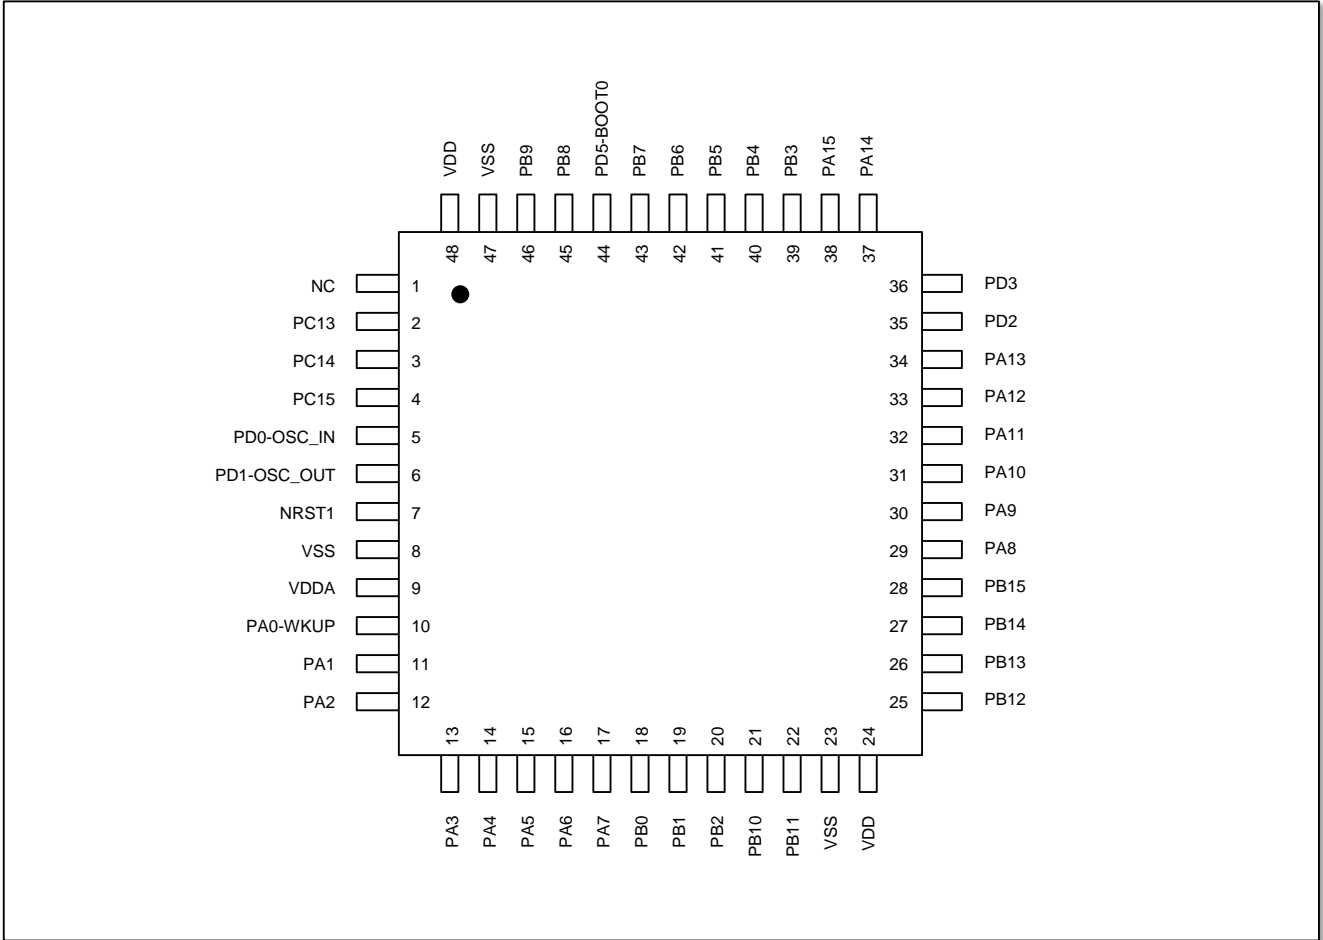 VDD VSS PB9 PB8 PD5-BOOT0 PB7 PB6 PB5 PB4 PB3 PA15 PA14
48 47 46 45 44 43 42 41 40 39 38 37
NC 1 36 PD3
PC13 2 35 PD2
PC14 3 34 PA13
PC15 4 33 PA12
PD0-OSC_IN 5 32 PA11
PD1-OSC_OUT 6 31 PA10
NRST1 7 30 PA9
VSS 8 29 PA8
VDDA 9 28 PB15
PA0-WKUP 10 27 PB14
PA1 11 26 PB13
PA2 12 25 PB12
13 14 15 16 17 18 19 20 21 22 23 24
PA3 PA4 PA5 PA6 PA7 PB0 PB1 PB2 PB10 PB11 VSS VDD